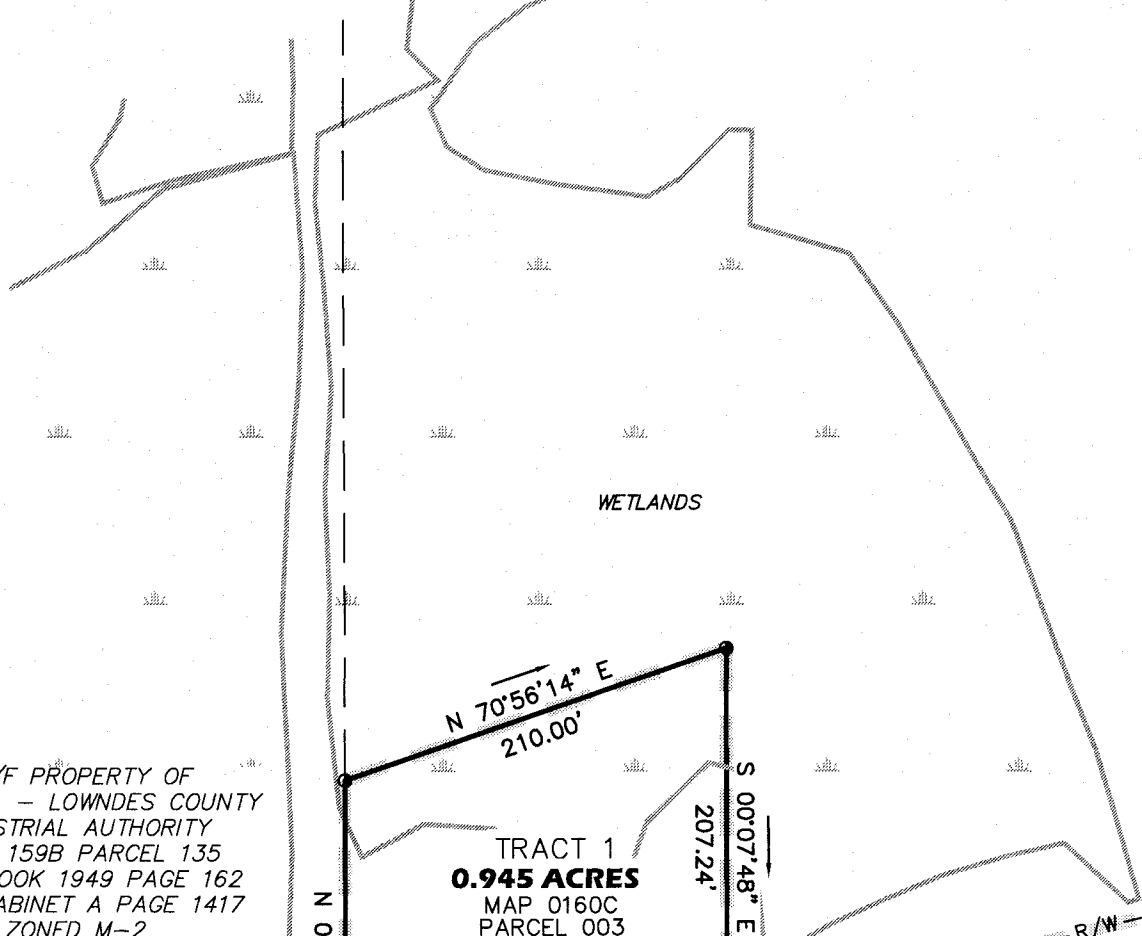 WETLANDS
N 70°56'14" E
210.00'
S 00°07'48" E
207.24'
/F PROPERTY OF
– LOWNDES COUNTY
STRIAL AUTHORITY
159B PARCEL 135
OOK 1949 PAGE 162
ABINET A PAGE 1417
ZONED M-2
N 0
TRACT 1
0.945 ACRES
MAP 0160C
PARCEL 003
R/W